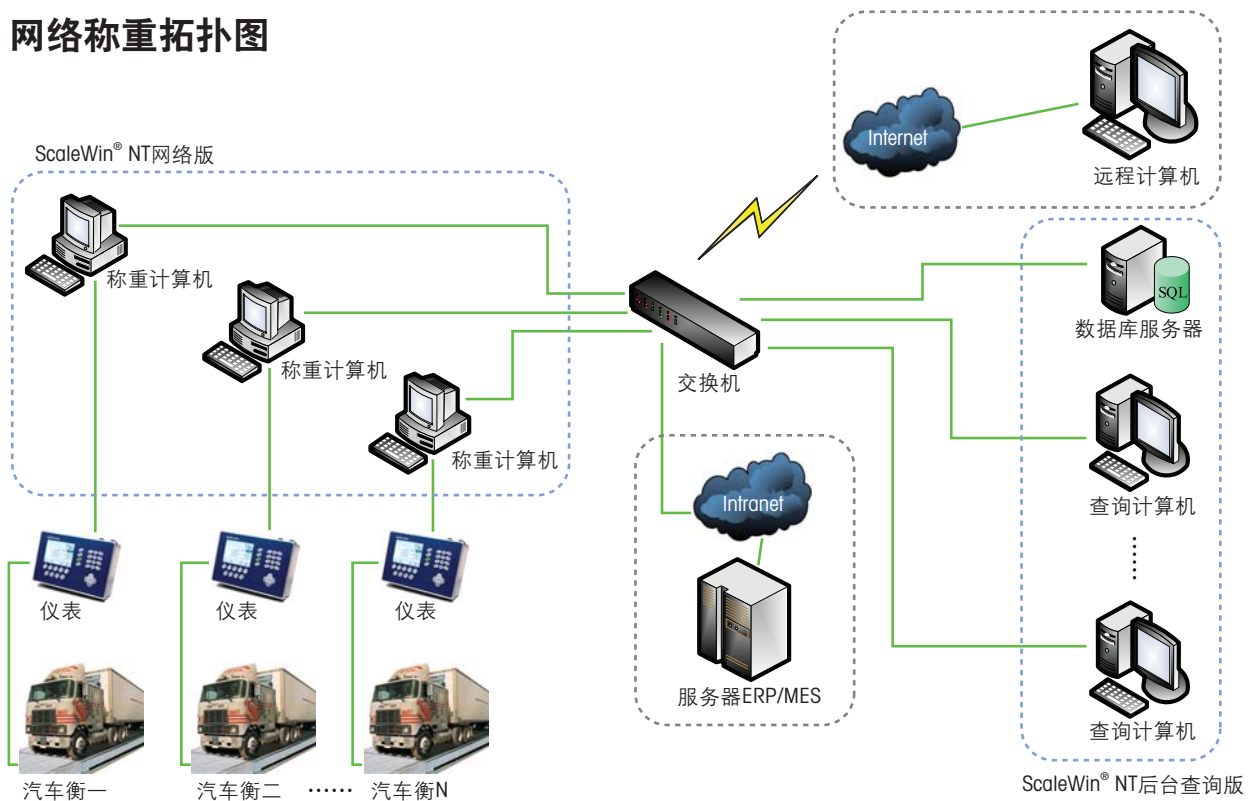 网络称重拓扑图
Internet
远程计算机
ScaleWin® NT网络版
称重计算机
称重计算机
称重计算机
交换机
SQL
数据库服务器
查询计算机
……
查询计算机
ScaleWin® NT后台查询版
Intranet
服务器ERP/MES
仪表
仪表
仪表
汽车衡一
汽车衡二
……
汽车衡N